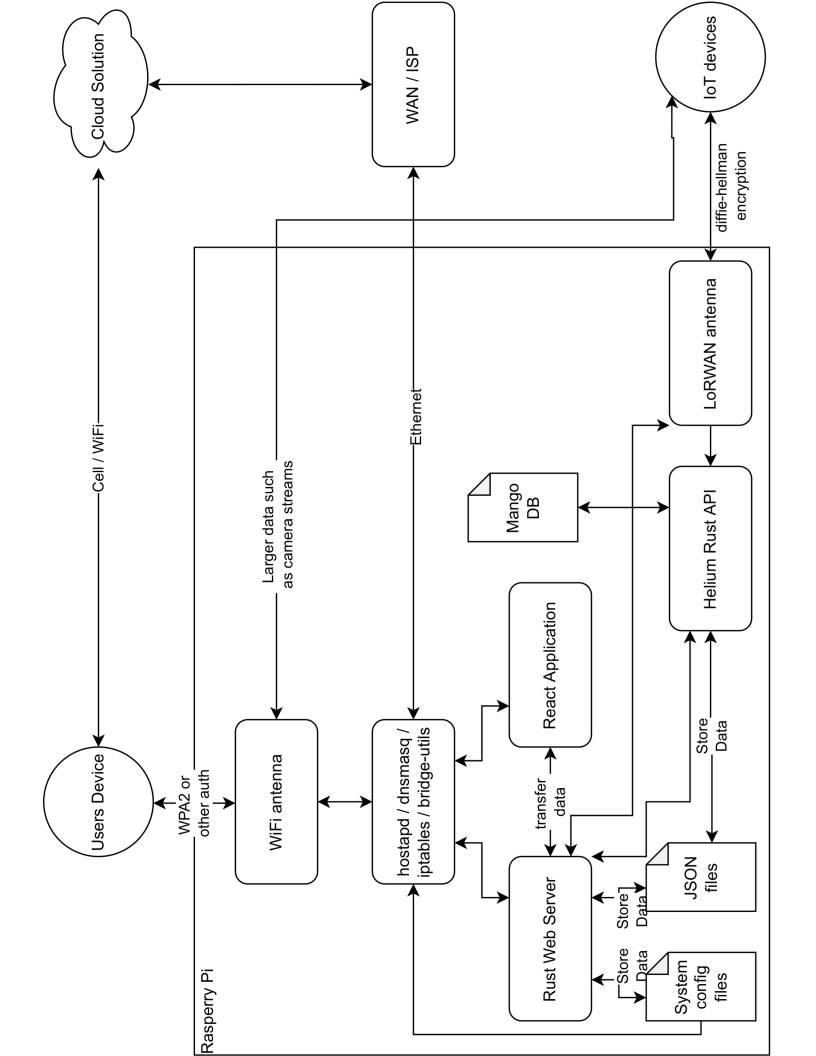 Users Device
Cell / WiFi
Cloud Solution
WPA2 or
other auth
Rasperry Pi
WiFi antenna
Larger data such
as camera streams
hostapd / dnsmasq /
iptables / bridge-utils
Ethernet
WAN / ISP
Rust Web Server
transfer
data
React Application
Mango
DB
Store
Data
Store
Data
System
config
files
JSON
files
Store
Data
Helium Rust API
LoRWAN antenna
diffie-hellman
encryption
IoT devices